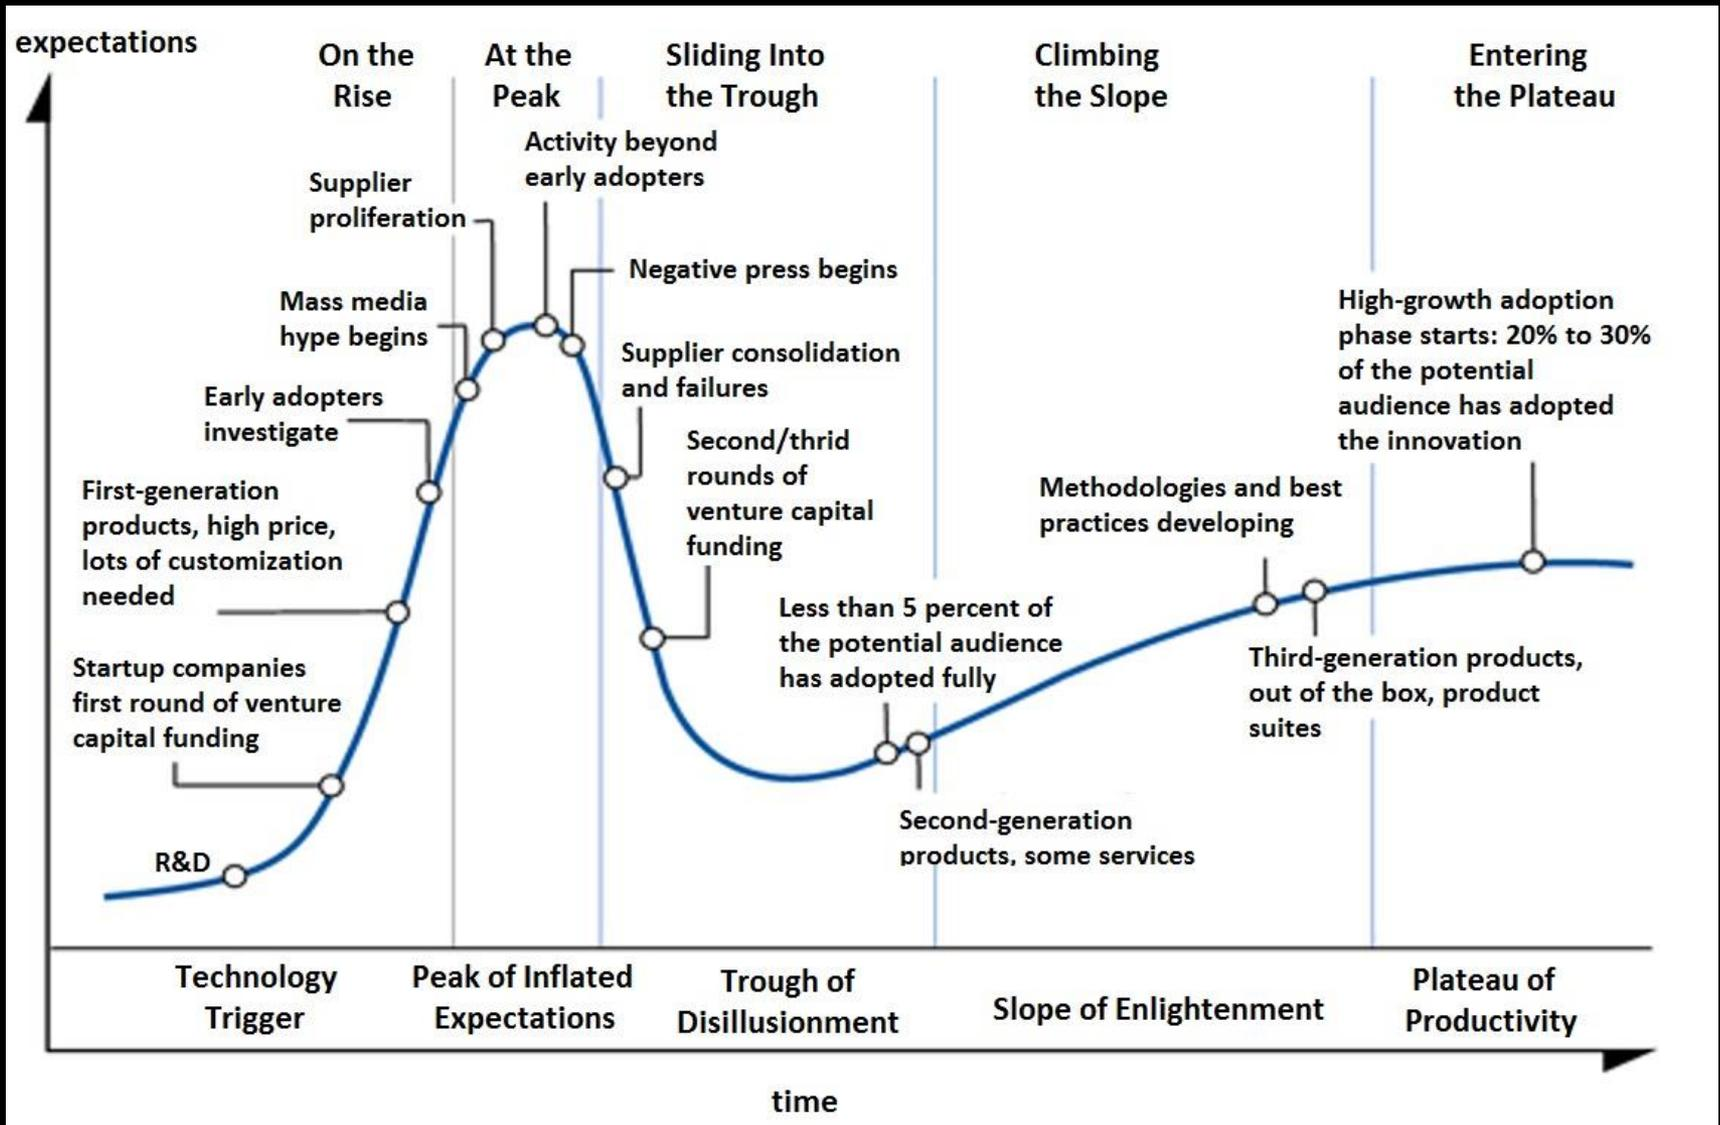 expectations
On the
Rise
At the
Peak
Sliding Into
the Trough
Climbing
the Slope
Entering
the Plateau
Activity beyond
early adopters
Supplier
proliferation
Negative press begins
Mass media
hype begins
Supplier consolidation
and failures
High-growth adoption
phase starts: 20% to 30%
of the potential
audience has adopted
the innovation
Early adopters
investigate
Second/thrid
rounds of
venture capital
funding
First-generation
products, high price,
lots of customization
needed
Methodologies and best
practices developing
Less than 5 percent of
the potential audience
has adopted fully
Startup companies
first round of venture
capital funding
Third-generation products,
out of the box, product
suites
Second-generation
products, some services
R&D
Technology
Trigger
Peak of Inflated
Expectations
Trough of
Disillusionment
Slope of Enlightenment
Plateau of
Productivity
time